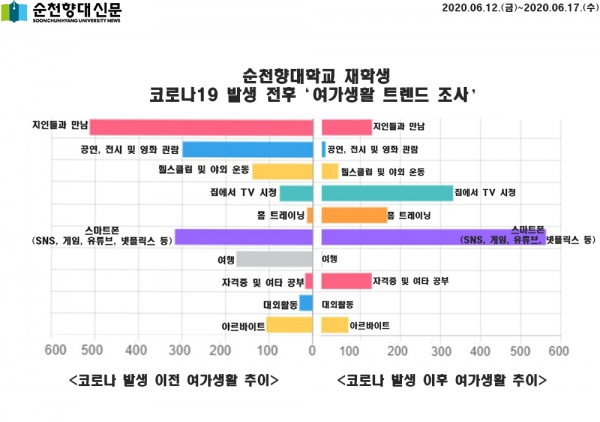 순천향대신문
SOONCHUNHYANG UNIVERSITY NEWS
2020.06.12.(금)~2020.06.17.(수)
순천향대학교 재학생
코로나19 발생 전후 ‘여가생활 트렌드 조사’
지인들과 만남 지인들과 만남
공연, 전시 및 영화 관람 공연, 전시 및 영화 관람
헬스클럽 및 야외 운동 헬스클럽 및 야외 운동
집에서 TV 시청 집에서 TV 시청
홈 트레이닝 홈 트레이닝
스마트폰 스마트폰
(SNS, 게임, 유튜브, 넷플릭스 등) (SNS, 게임, 유튜브, 넷플릭스 등)
여행 여행
자격증 및 여타 공부 자격증 및 여타 공부
대외활동 대외활동
아르바이트 아르바이트
600 500 400 300 200 100 0 100 200 300 400 500 600
<코로나 발생 이전 여가생활 추이> <코로나 발생 이후 여가생활 추이>